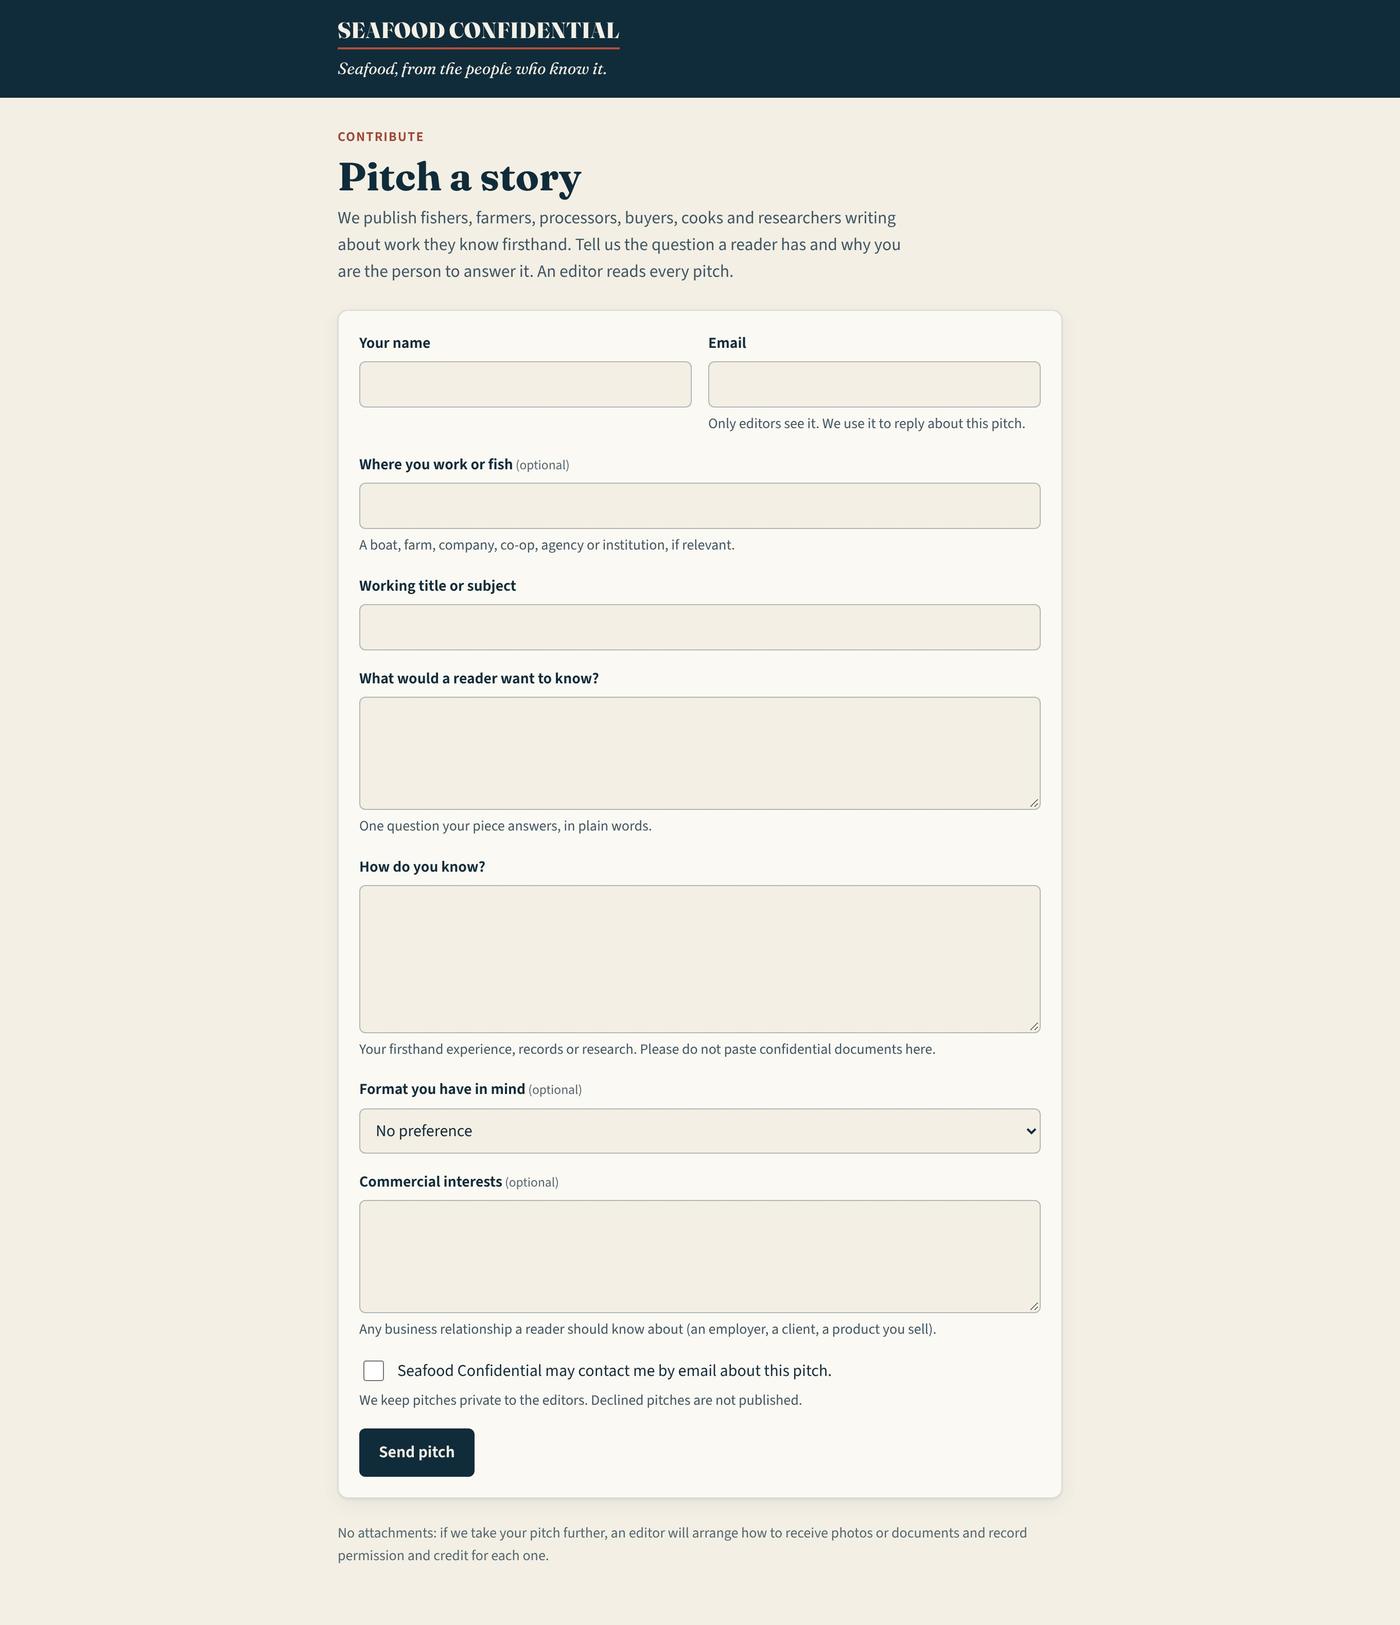 SEAFOOD CONFIDENTIAL
Seafood, from the people who know it.
CONTRIBUTE
Pitch a story
We publish fishers, farmers, processors, buyers, cooks and researchers writing
about work they know firsthand. Tell us the question a reader has and why you
are the person to answer it. An editor reads every pitch.
Your name
Email
Only editors see it. We use it to reply about this pitch.
Where you work or fish (optional)
A boat, farm, company, co-op, agency or institution, if relevant.
Working title or subject
What would a reader want to know?
One question your piece answers, in plain words.
How do you know?
Your firsthand experience, records or research. Please do not paste confidential documents here.
Format you have in mind (optional)
No preference
Commercial interests (optional)
Any business relationship a reader should know about (an employer, a client, a product you sell).
Seafood Confidential may contact me by email about this pitch.
We keep pitches private to the editors. Declined pitches are not published.
Send pitch
No attachments: if we take your pitch further, an editor will arrange how to receive photos or documents and record
permission and credit for each one.